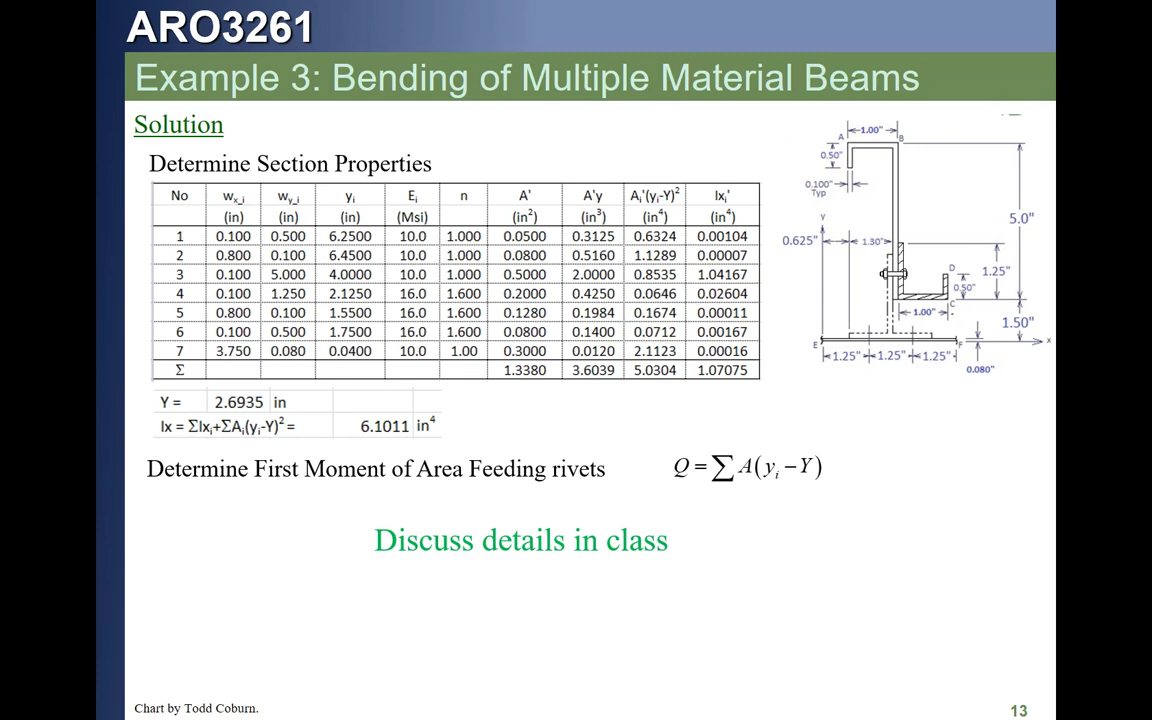 ARO3261
Example 3: Bending of Multiple Material Beams
Solution
Determine Section Properties
No w_x_i w_y_i y_i E_i n A' A'y A_i'(y_i-Y)² Ix_i'
(in) (in) (in) (Msi) (in²) (in³) (in⁴) (in⁴)
1 0.100 0.500 6.2500 10.0 1.000 0.0500 0.3125 0.6324 0.00104
2 0.800 0.100 6.4500 10.0 1.000 0.0800 0.5160 1.1289 0.00007
3 0.100 5.000 4.0000 10.0 1.000 0.5000 2.0000 0.8535 1.04167
4 0.100 1.250 2.1250 16.0 1.600 0.2000 0.4250 0.0646 0.02604
5 0.800 0.100 1.5500 16.0 1.600 0.1280 0.1984 0.1674 0.00011
6 0.100 0.500 1.7500 16.0 1.600 0.0800 0.1400 0.0712 0.00167
7 3.750 0.080 0.0400 10.0 1.00 0.3000 0.0120 2.1123 0.00016
Σ 1.3380 3.6039 5.0304 1.07075
Y = 2.6935 in
Ix = ΣIx_i+ΣA_i(y_i-Y)² = 6.1011 in⁴
1.00"
A
B
0.50"
0.100"
Typ
y
5.0"
0.625"
1.30"
D
1.25"
0.50"
C
1.00"
1.50"
E
F
x
1.25" 1.25" 1.25"
0.080"
Determine First Moment of Area Feeding rivets
Q = ∑ A(y_i − Y)
Discuss details in class
Chart by Todd Coburn.
13